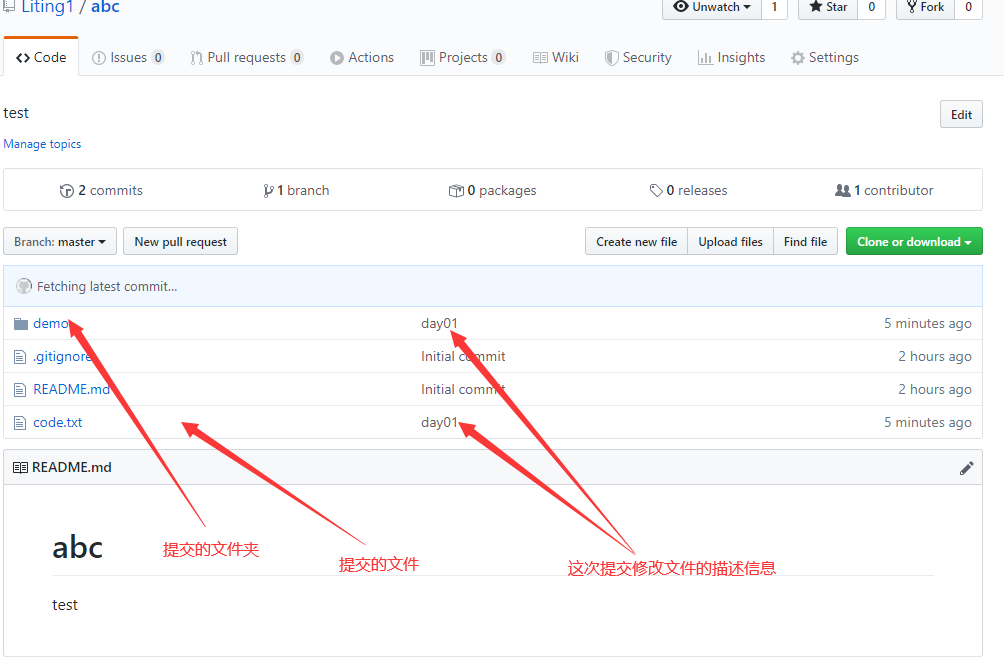 Liting1 / abc
Unwatch 1 Star 0 Fork 0
Code Issues 0 Pull requests 0 Actions Projects 0 Wiki Security Insights Settings
test Edit
Manage topics
2 commits 1 branch 0 packages 0 releases 1 contributor
Branch: master New pull request Create new file Upload files Find file Clone or download
Fetching latest commit...
demo day01 5 minutes ago
.gitignore Initial commit 2 hours ago
README.md Initial commit 2 hours ago
code.txt day01 5 minutes ago
README.md
abc
提交的文件夹
提交的文件
这次提交修改文件的描述信息
test